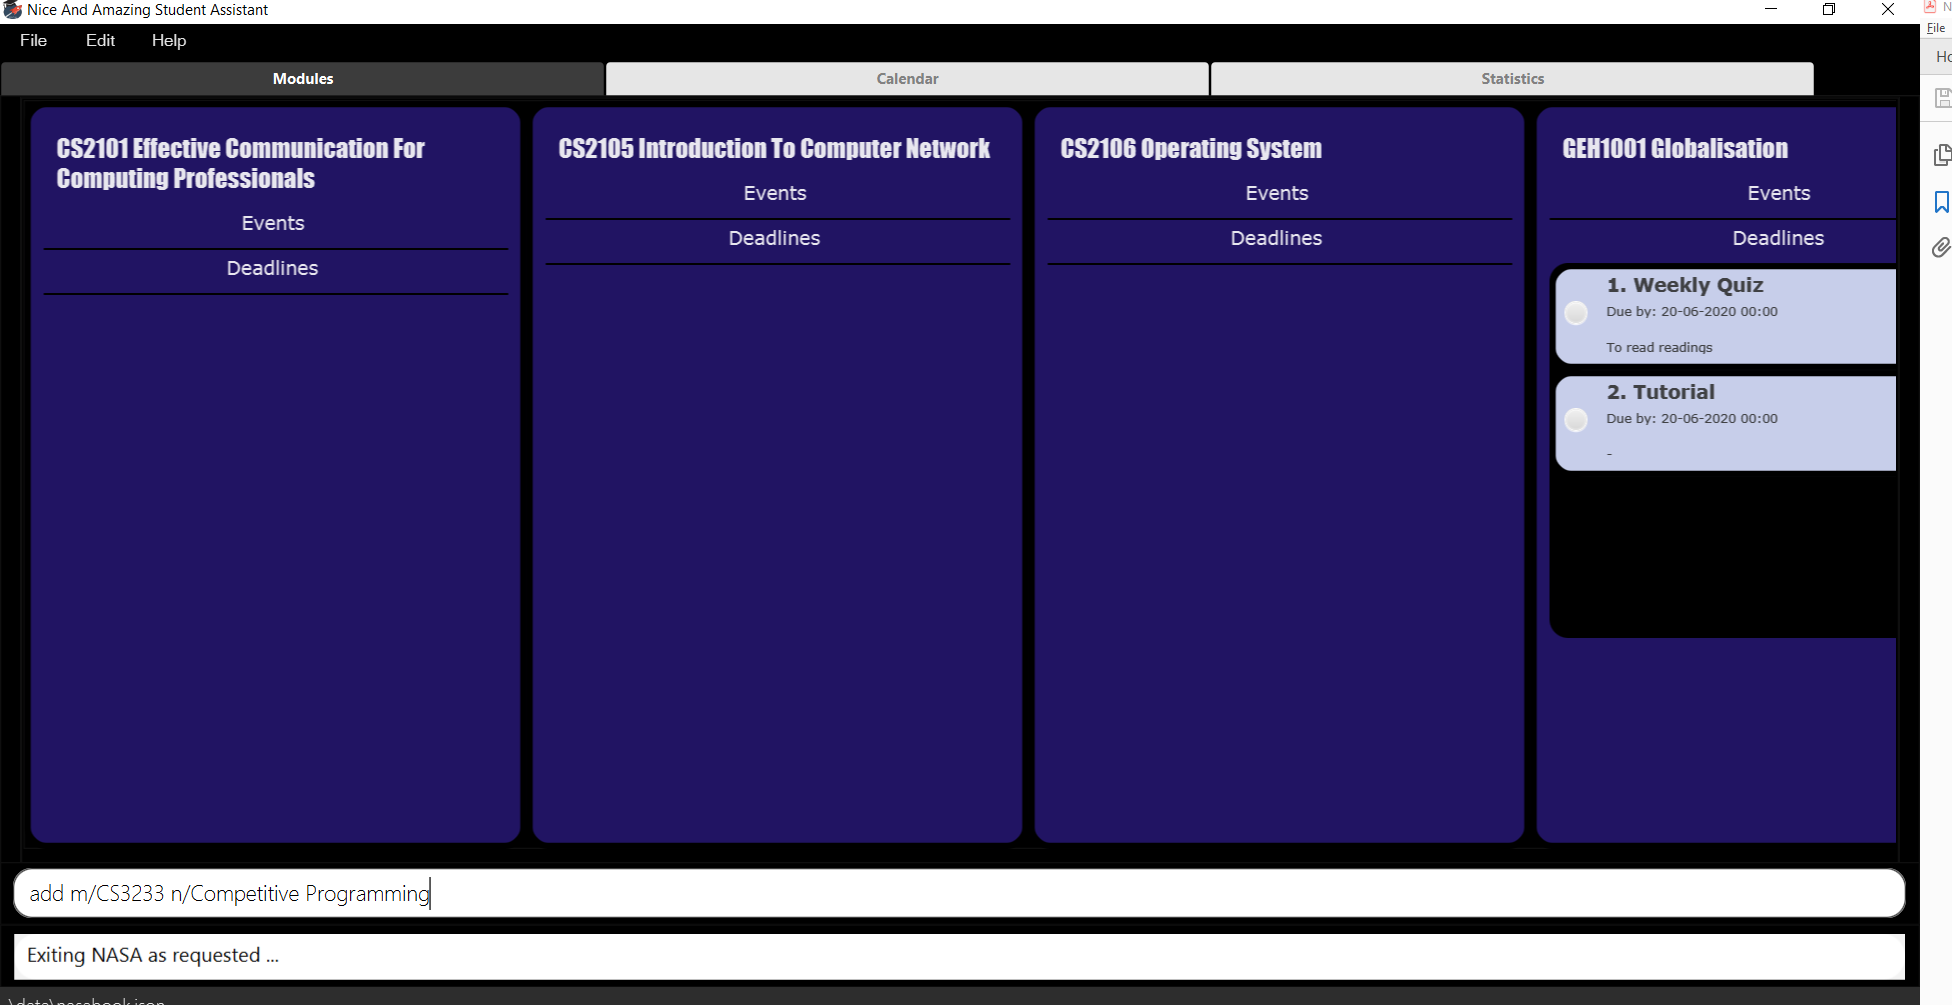 Nice And Amazing Student Assistant
File Edit Help
File
Modules Calendar Statistics
CS2101 Effective Communication For
Computing Professionals
Events
Deadlines
CS2105 Introduction To Computer Network
Events
Deadlines
CS2106 Operating System
Events
Deadlines
GEH1001 Globalisation
Events
Deadlines
1. Weekly Quiz
Due by: 20-06-2020 00:00
To read readings
2. Tutorial
Due by: 20-06-2020 00:00
-
add m/CS3233 n/Competitive Programming
Exiting NASA as requested ...
.\data\nasabook.json